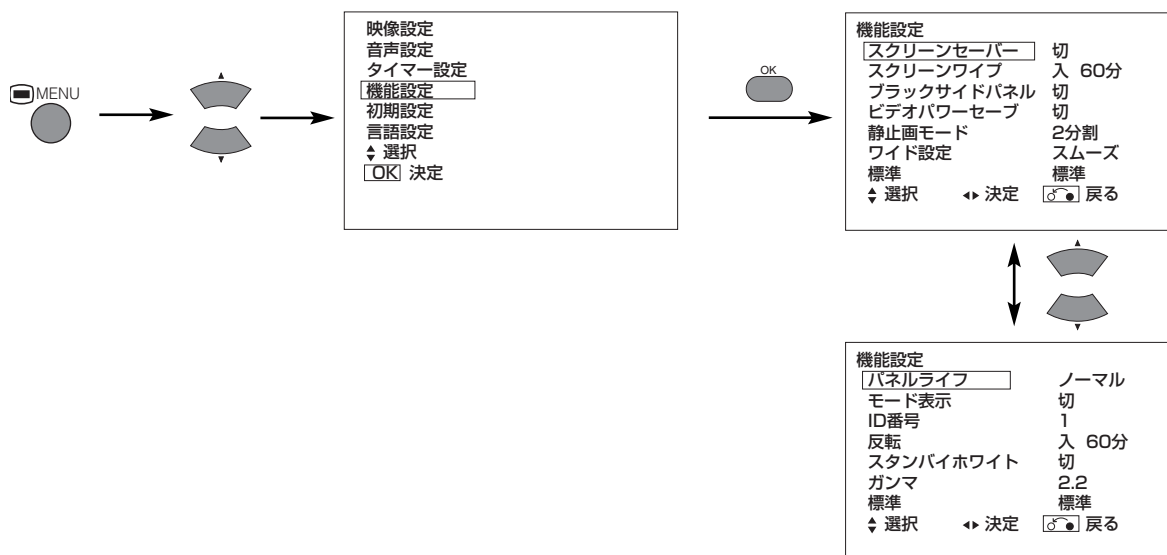 MENU
映像設定
音声設定
タイマー設定
機能設定
初期設定
言語設定
選択
OK 決定
OK
機能設定
スクリーンセーバー 切
スクリーンワイプ 入 60分
ブラックサイドパネル 切
ビデオパワーセーブ 切
静止画モード 2分割
ワイド設定 スムーズ
標準 標準
選択 決定 戻る
機能設定
パネルライフ ノーマル
モード表示 切
ID番号 1
反転 入 60分
スタンバイホワイト 切
ガンマ 2.2
標準 標準
選択 決定 戻る